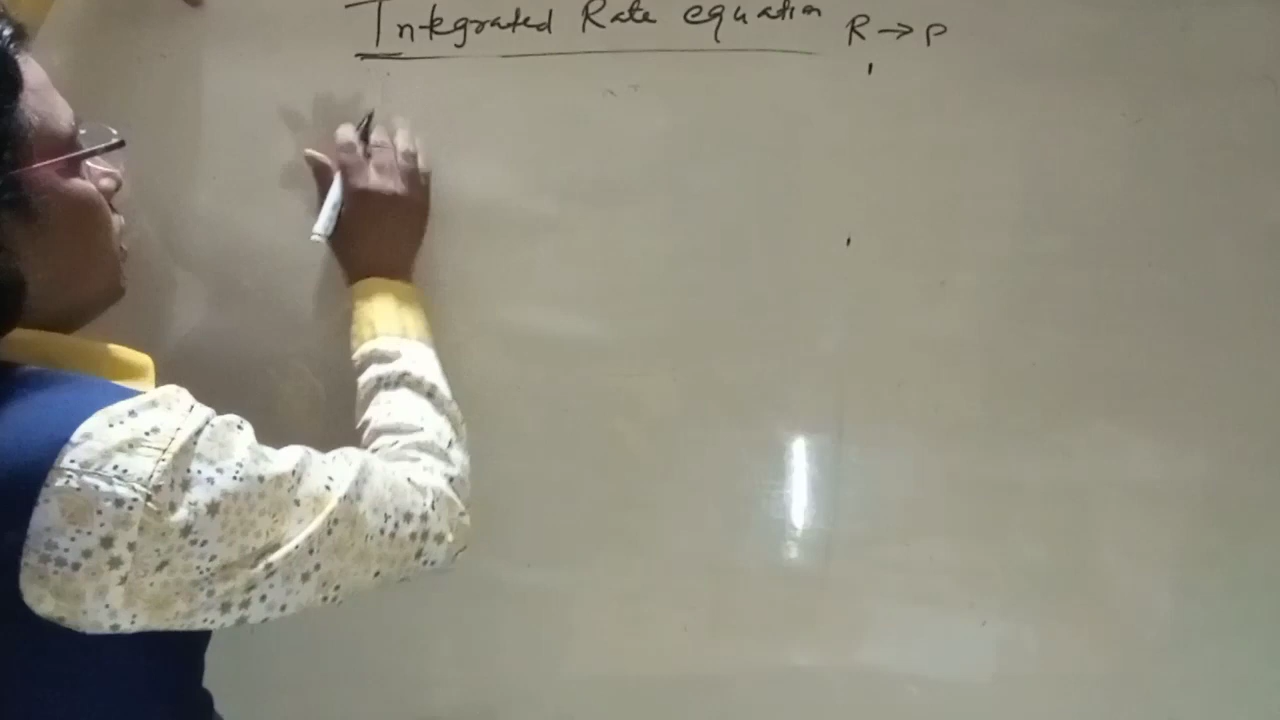 Integrated Rate equation R → P